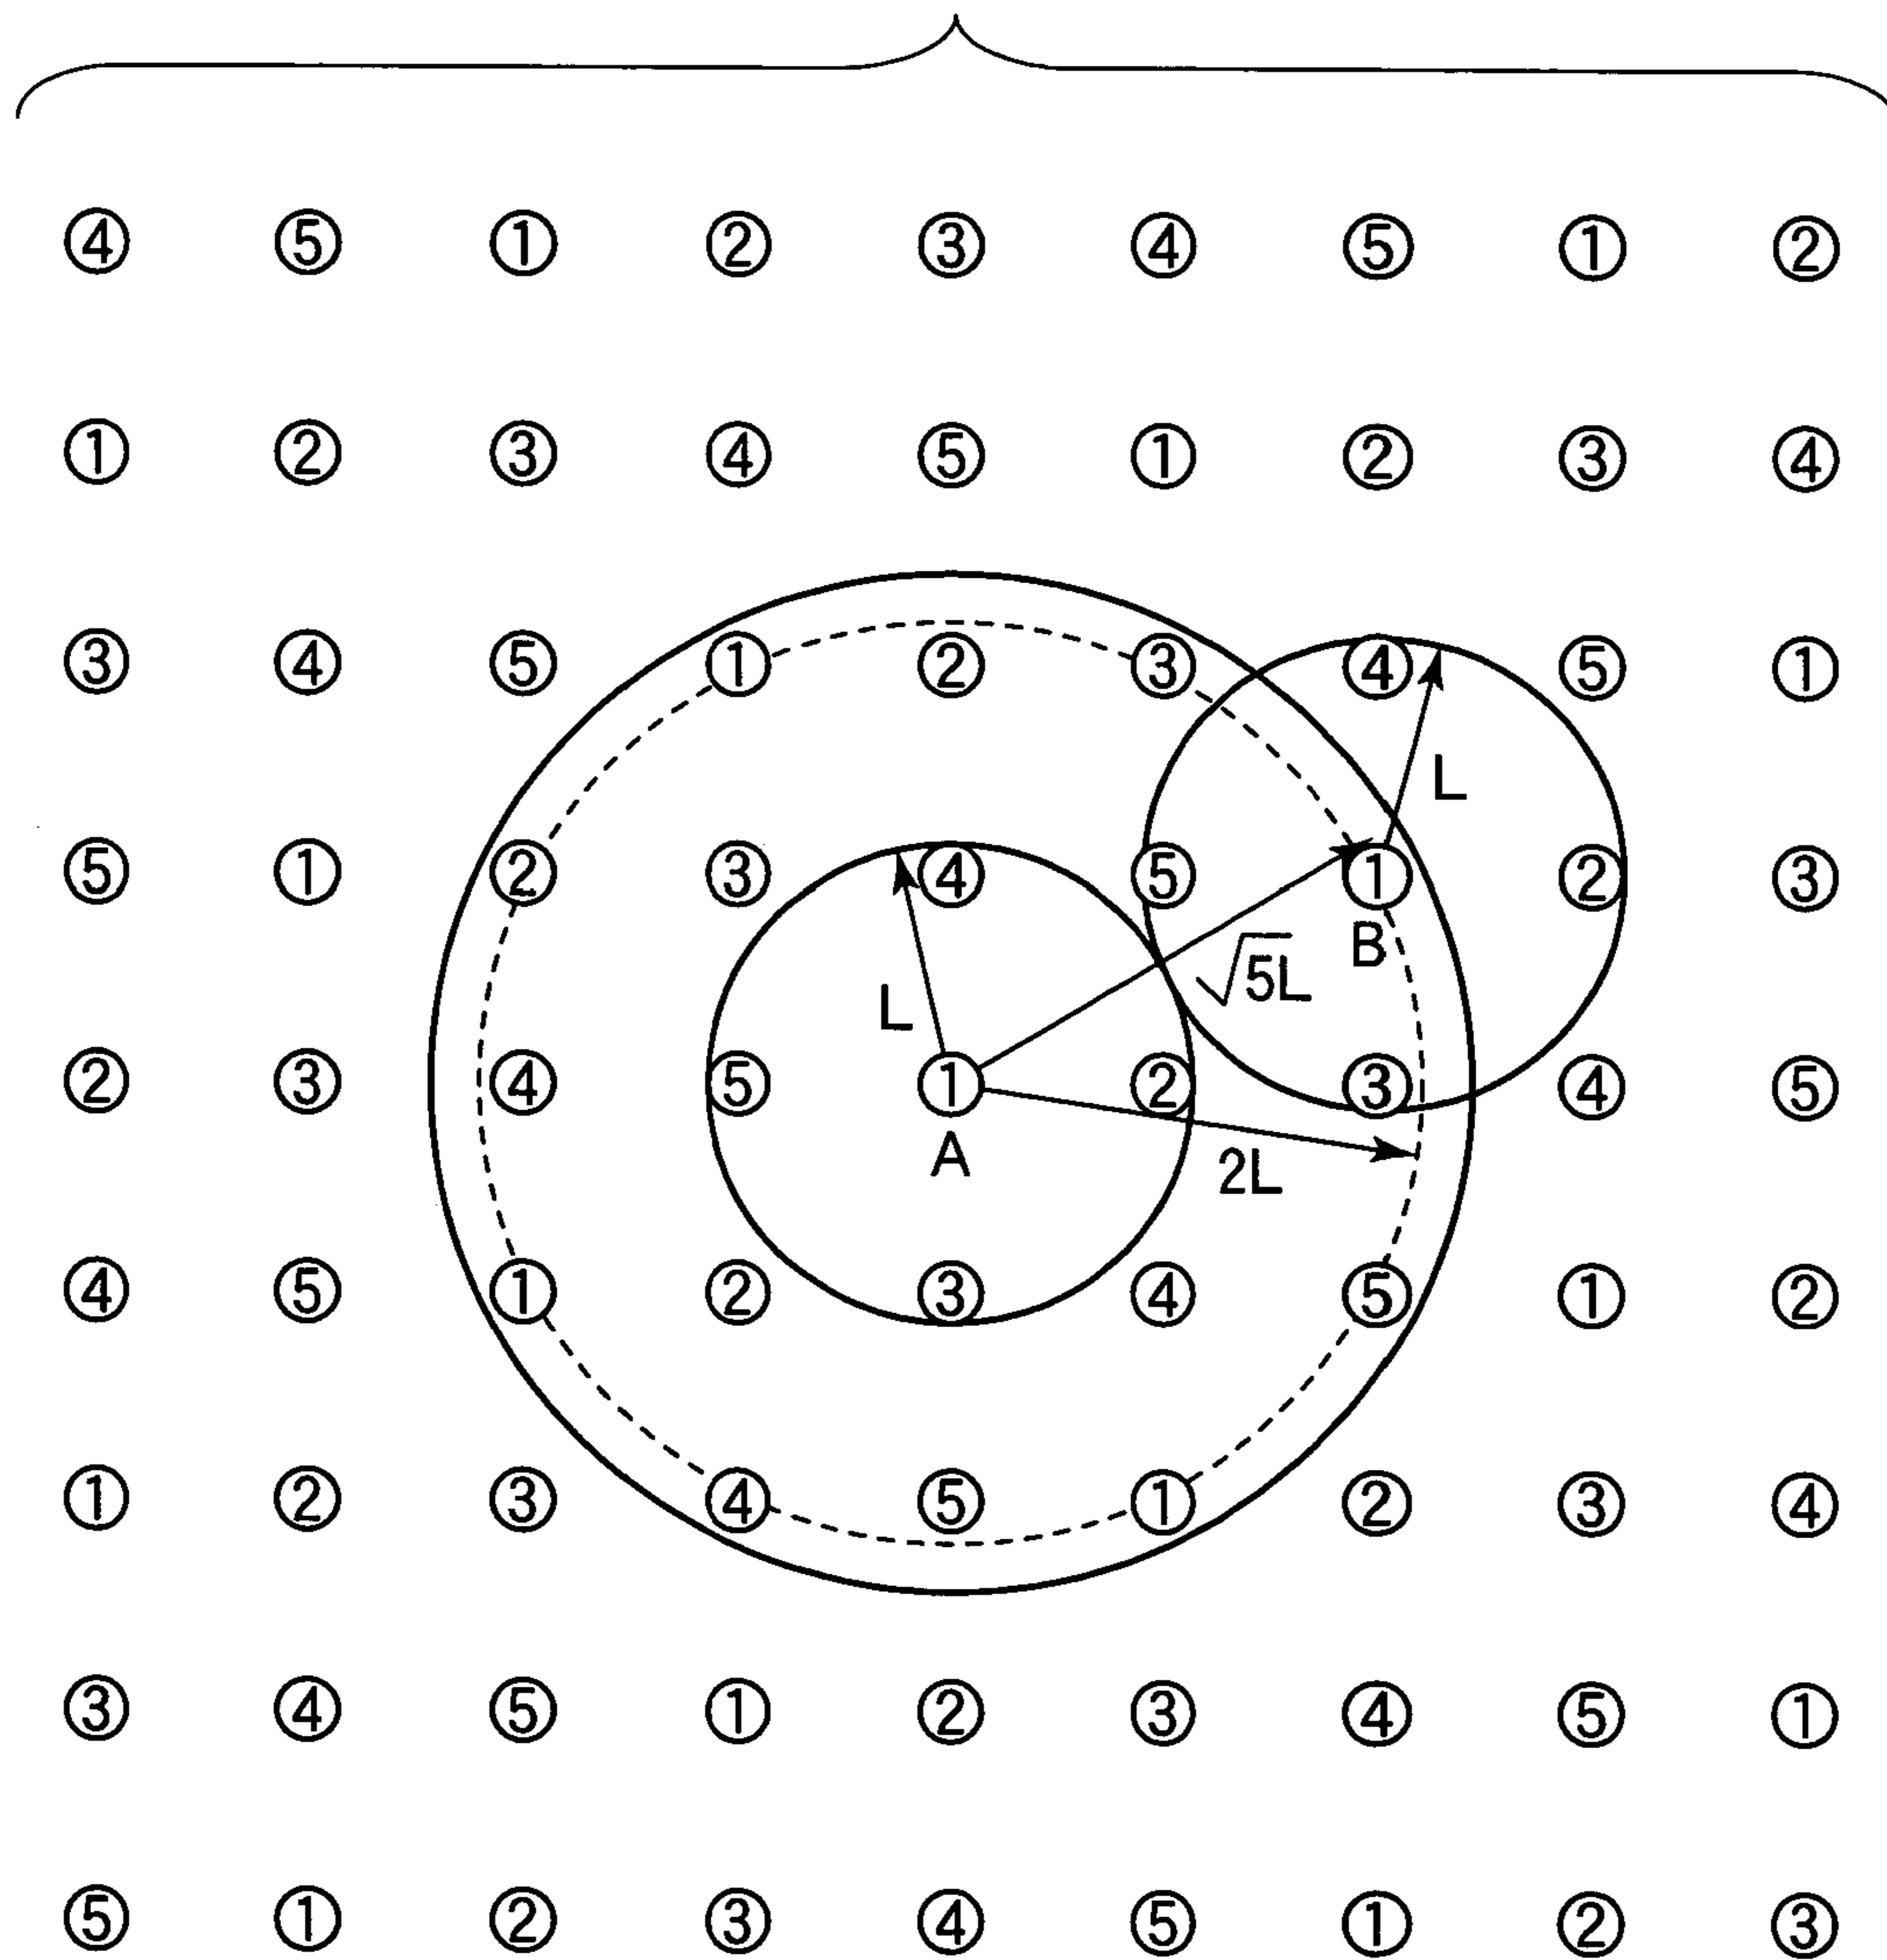 ④ ⑤ ① ② ③ ④ ⑤ ① ②
① ② ③ ④ ⑤ ① ② ③ ④
③ ④ ⑤ ① ② ③ ④ ⑤ ①
L
⑤ ① ② ③ ④ ⑤ ① ② ③
B
√5L
L
② ③ ④ ⑤ ① ② ③ ④ ⑤
A
2L
④ ⑤ ① ② ③ ④ ⑤ ① ②
① ② ③ ④ ⑤ ① ② ③ ④
③ ④ ⑤ ① ② ③ ④ ⑤ ①
⑤ ① ② ③ ④ ⑤ ① ② ③